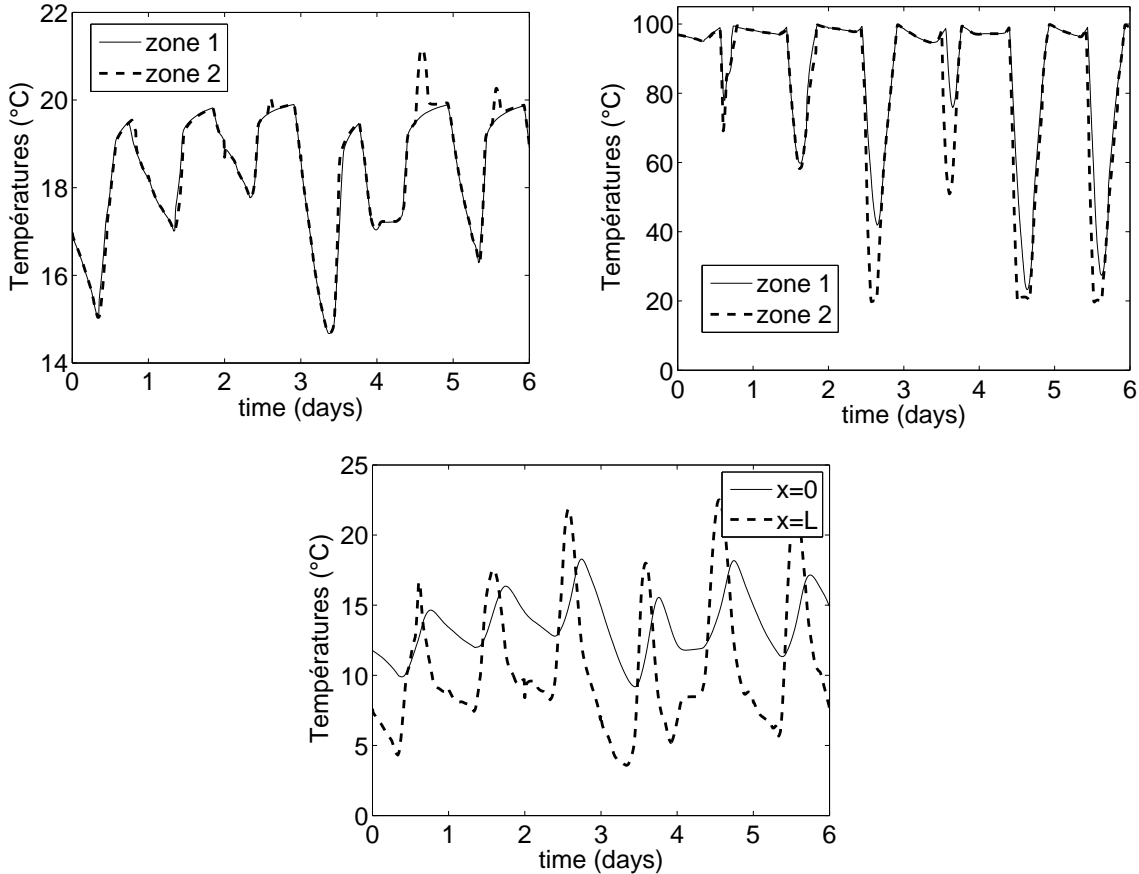 22
20
18
16
14
Températures (°C)
zone 1
zone 2
0 1 2 3 4 5 6
time (days)
100
80
60
40
20
0
Températures (°C)
zone 1
zone 2
0 1 2 3 4 5 6
time (days)
25
20
15
10
5
0
Températures (°C)
x=0
x=L
0 1 2 3 4 5 6
time (days)